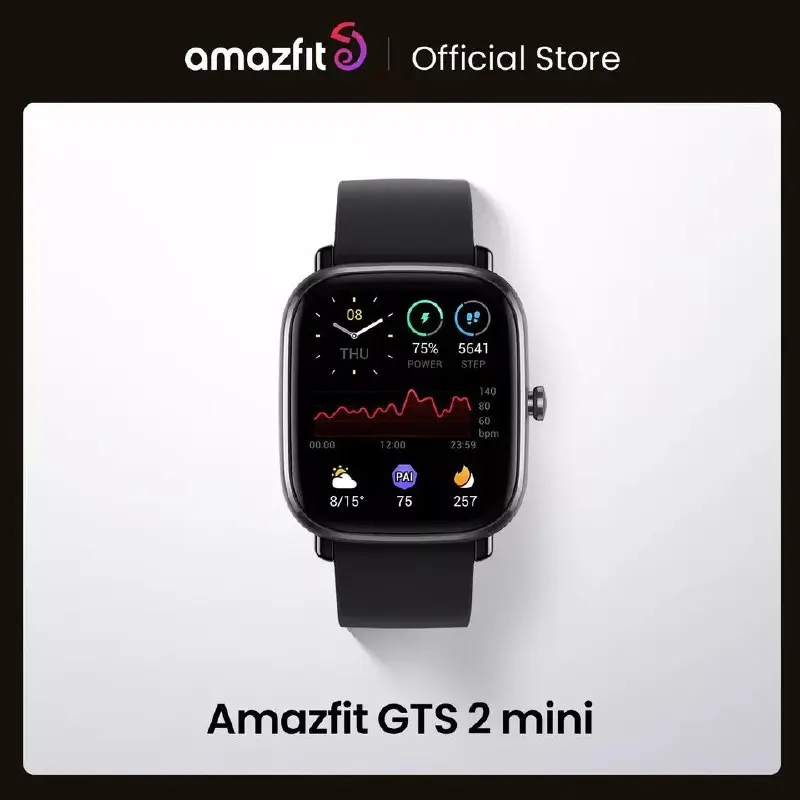 amazfit | Official Store
08
THU
75%
POWER
5641
STEP
140
80
60
bpm
00:00 12:00 23:59
8/15°
PAI
75
257
Amazfit GTS 2 mini